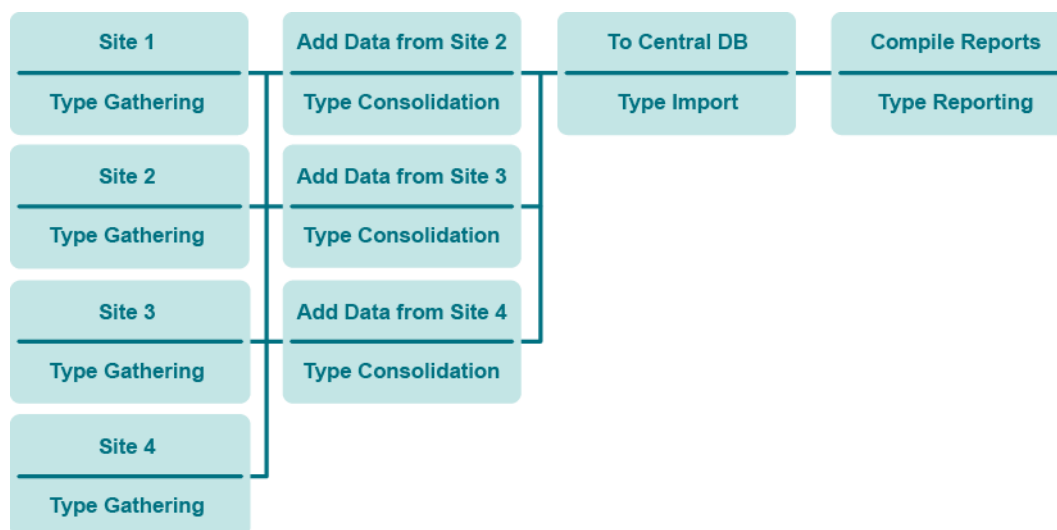 Site 1
Type Gathering
Site 2
Type Gathering
Site 3
Type Gathering
Site 4
Type Gathering
Add Data from Site 2
Type Consolidation
Add Data from Site 3
Type Consolidation
Add Data from Site 4
Type Consolidation
To Central DB
Type Import
Compile Reports
Type Reporting